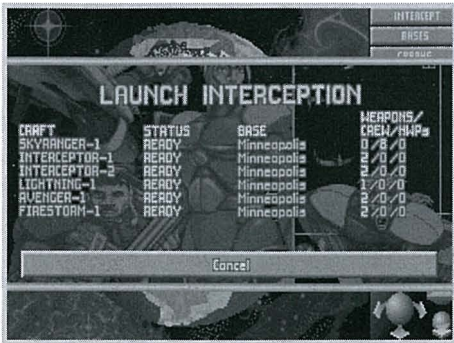 INTERCEPT
BASES
GRAPHS
LAUNCH INTERCEPTION
WEAPONS/
CRAFT STATUS BASE CREW/HWPs
SKYRANGER-1 READY Minneapolis 0/8/0
INTERCEPTOR-1 READY Minneapolis 2/0/0
INTERCEPTOR-2 READY Minneapolis 2/0/0
LIGHTNING-1 READY Minneapolis 1/0/0
AVENGER-1 READY Minneapolis 2/0/0
FIRESTORM-1 READY Minneapolis 2/0/0
Cancel